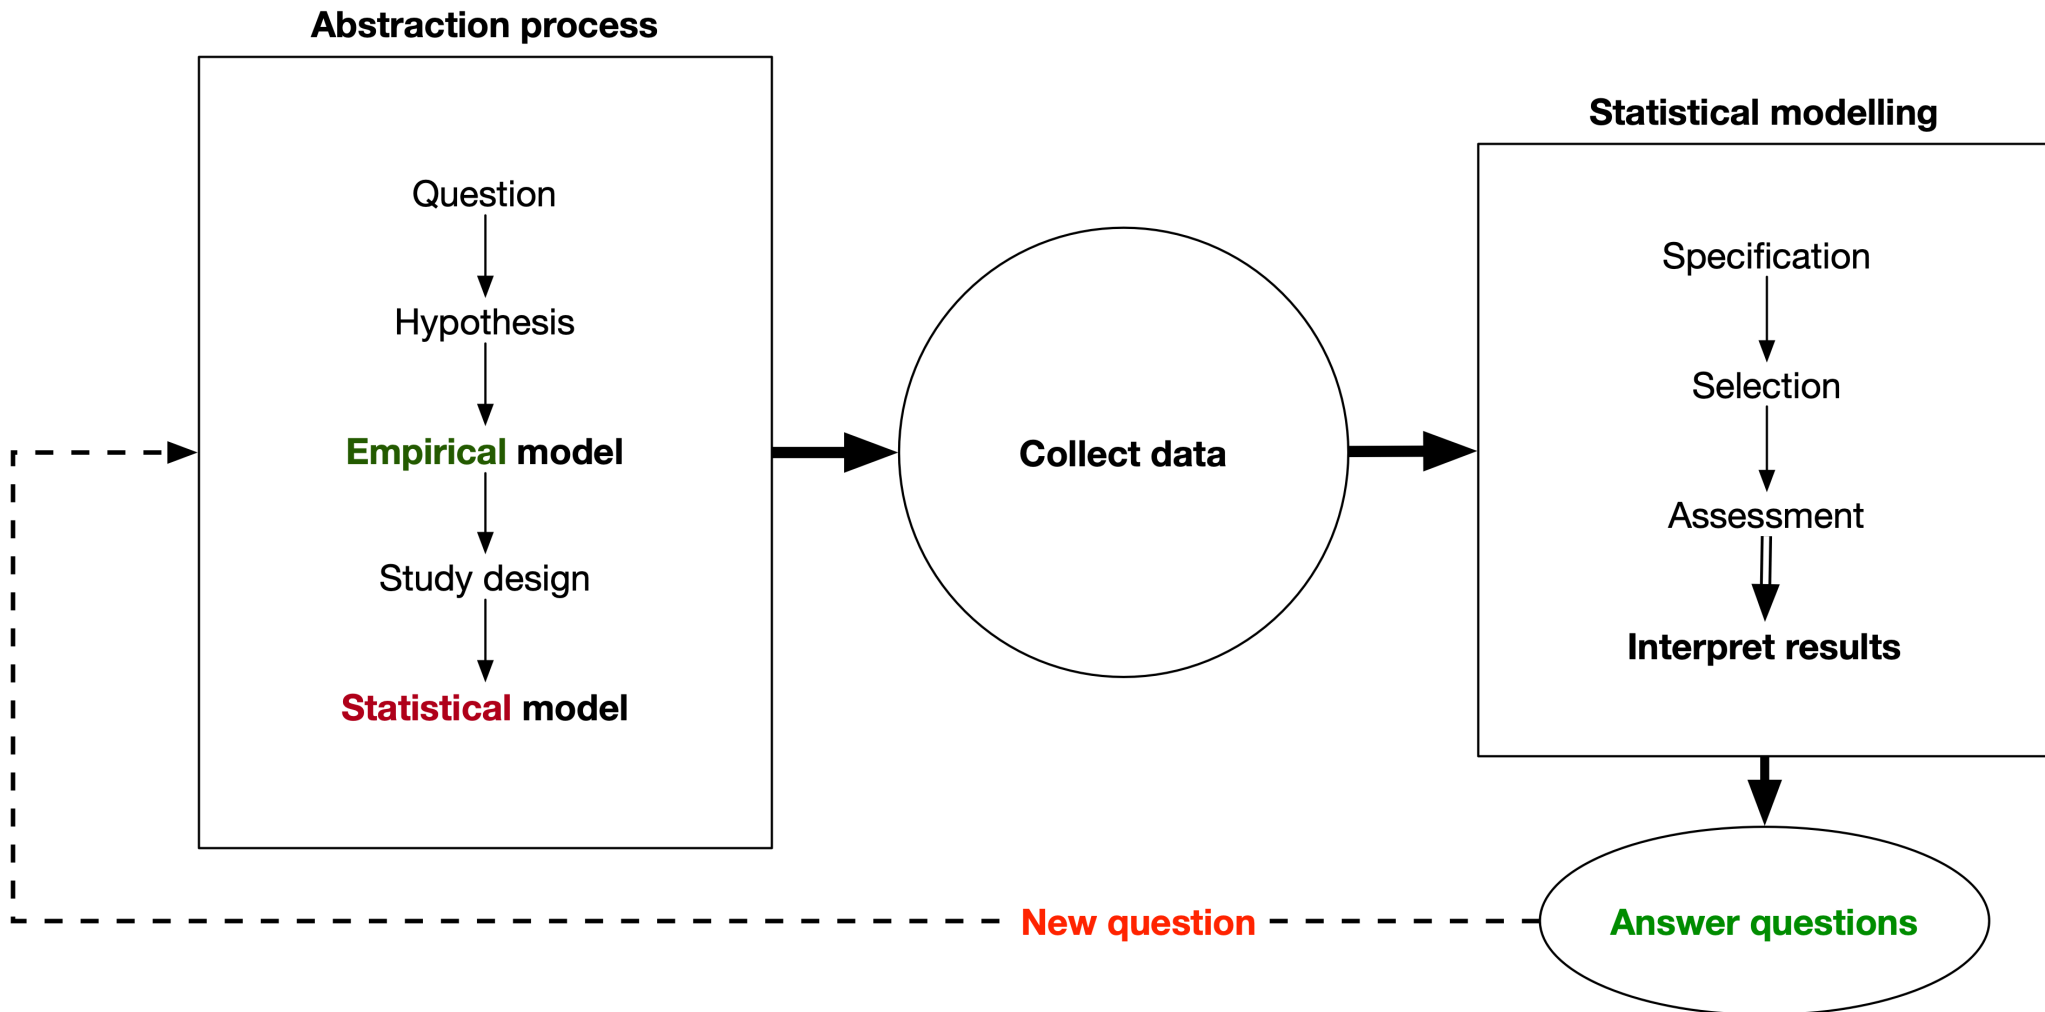 Abstraction process
Question
Hypothesis
Empirical model
Study design
Statistical model
Collect data
Statistical modelling
Specification
Selection
Assessment
Interpret results
Answer questions
New question